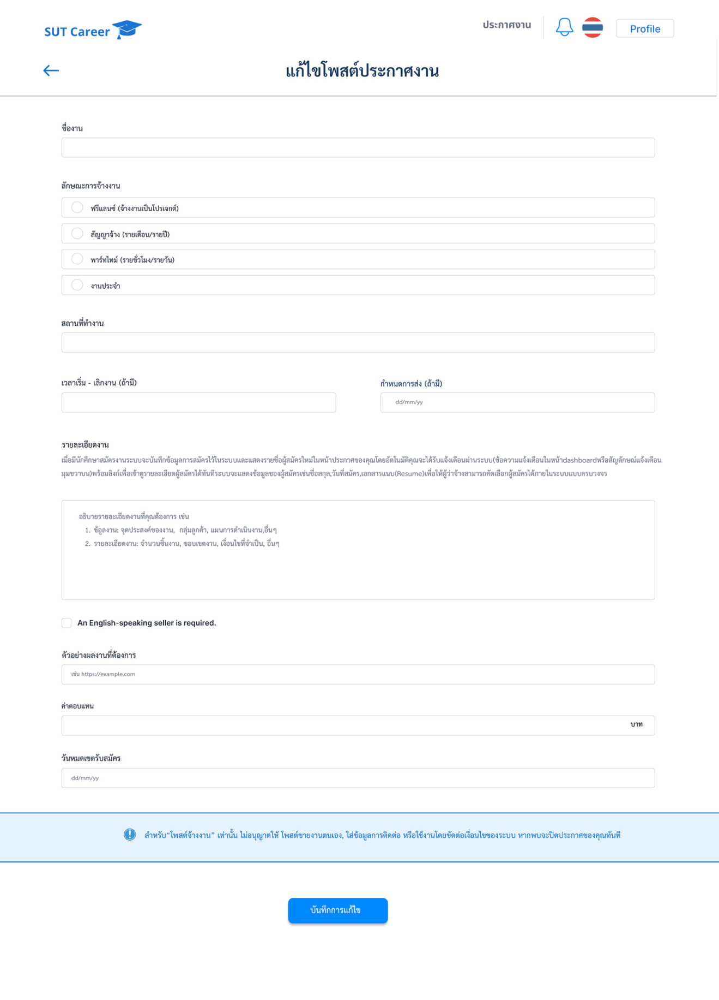 SUT Career
ประกาศงาน
Profile
แก้ไขโพสต์ประกาศงาน
ชื่องาน
ลักษณะการจ้างงาน
ฟรีแลนซ์ (จ้างงานเป็นโปรเจกต์)
สัญญาจ้าง (รายเดือน/รายปี)
พาร์ทไทม์ (รายชั่วโมง/รายวัน)
งานประจำ
สถานที่ทำงาน
เวลาเริ่ม - เลิกงาน (ถ้ามี)
กำหนดการส่ง (ถ้ามี)
dd/mm/yy
รายละเอียดงาน
เมื่อมีนักศึกษาสมัครงานระบบจะบันทึกข้อมูลการสมัครไว้ในระบบและแสดงรายชื่อผู้สมัครใหม่ในหน้าประกาศของคุณโดยอัตโนมัติคุณจะได้รับแจ้งเตือนผ่านระบบ(ข้อความแจ้งเตือนในหน้าdashboardหรือสัญลักษณ์แจ้งเตือน
มุมขวาบน)พร้อมลิงก์เพื่อเข้าดูรายละเอียดผู้สมัครได้ทันทีระบบจะแสดงข้อมูลของผู้สมัครเช่นชื่อสกุล,วันที่สมัคร,เอกสารแนบ(Resume)เพื่อให้ผู้ว่าจ้างสามารถคัดเลือกผู้สมัครได้ภายในระบบแบบครบวงจร
อธิบายรายละเอียดงานที่คุณต้องการ เช่น
1. ข้อูลงาน: จุดประสงค์ของงาน, กลุ่มลูกค้า, แผนการดำเนินงาน,อื่นๆ
2. รายละเอียดงาน: จำนวนชิ้นงาน, ขอบเขตงาน, เงื่อนไขที่จำเป็น, อื่นๆ
An English-speaking seller is required.
ตัวอย่างผลงานที่ต้องการ
เช่น https://example.com
ค่าตอบแทน
บาท
วันหมดเขตรับสมัคร
dd/mm/yy
สำหรับ“โพสต์จ้างงาน” เท่านั้น ไม่อนุญาตให้ โพสต์ขายงานตนเอง, ใส่ข้อมูลการติดต่อ หรือใช้งานโดยขัดต่อเงื่อนไขของระบบ หากพบจะปิดประกาศของคุณทันที
บันทึกการแก้ไข